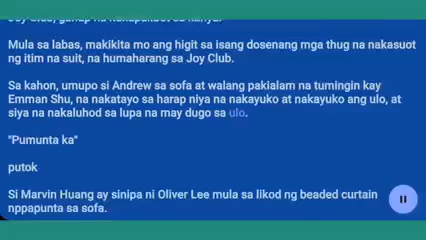 Mula sa labas, makikita mo ang higit sa isang dosenang mga thug na nakasuot
ng itim na suit, na humaharang sa Joy Club.
Sa kahon, umupo si Andrew sa sofa at walang pakialam na tumingin kay
Emman Shu, na nakatayo sa harap niya na nakayuko at nakayuko ang ulo, at
siya na nakaluhod sa lupa na may dugo sa ulo.
"Pumunta ka"
putok
Si Marvin Huang ay sinipa ni Oliver Lee mula sa likod ng beaded curtain
nppapunta sa sofa.